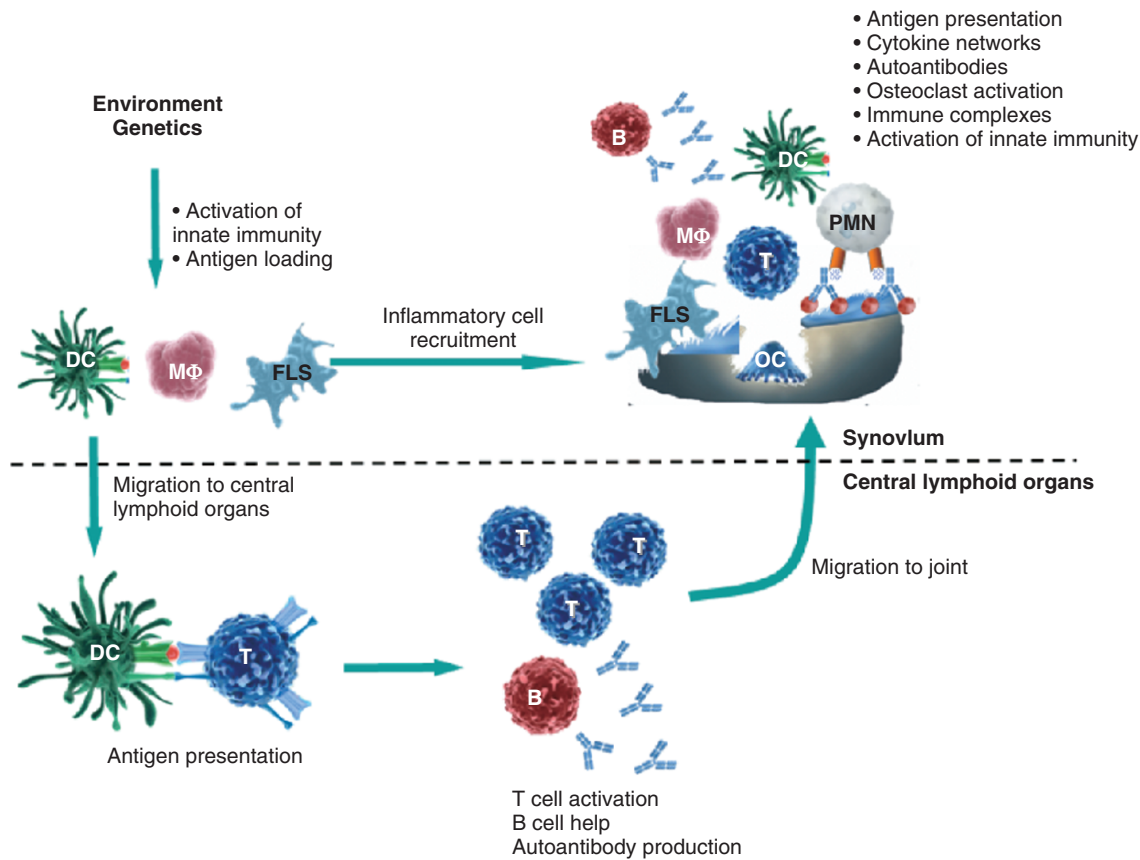 Environment
Genetics
• Activation of
innate immunity
• Antigen loading
DC
MΦ
FLS
Inflammatory cell
recruitment
• Antigen presentation
• Cytokine networks
• Autoantibodies
• Osteoclast activation
• Immune complexes
• Activation of innate immunity
B
DC
PMN
MΦ
T
FLS
OC
Synovlum
Central lymphoid organs
Migration to central
lymphoid organs
DC
T
Antigen presentation
T
T
T
B
T cell activation
B cell help
Autoantibody production
Migration to joint